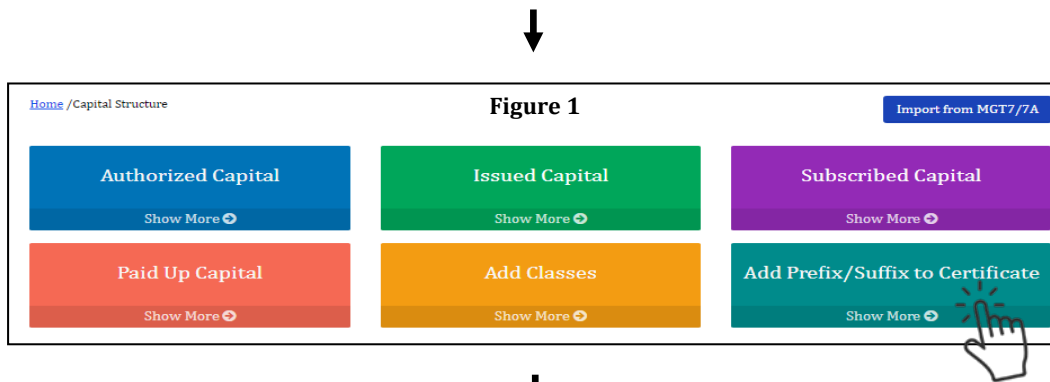 Home /Capital Structure
Figure 1
Import from MGT7/7A
Authorized Capital
Issued Capital
Subscribed Capital
Show More
Show More
Show More
Paid Up Capital
Add Classes
Add Prefix/Suffix to Certificate
Show More
Show More
Show More